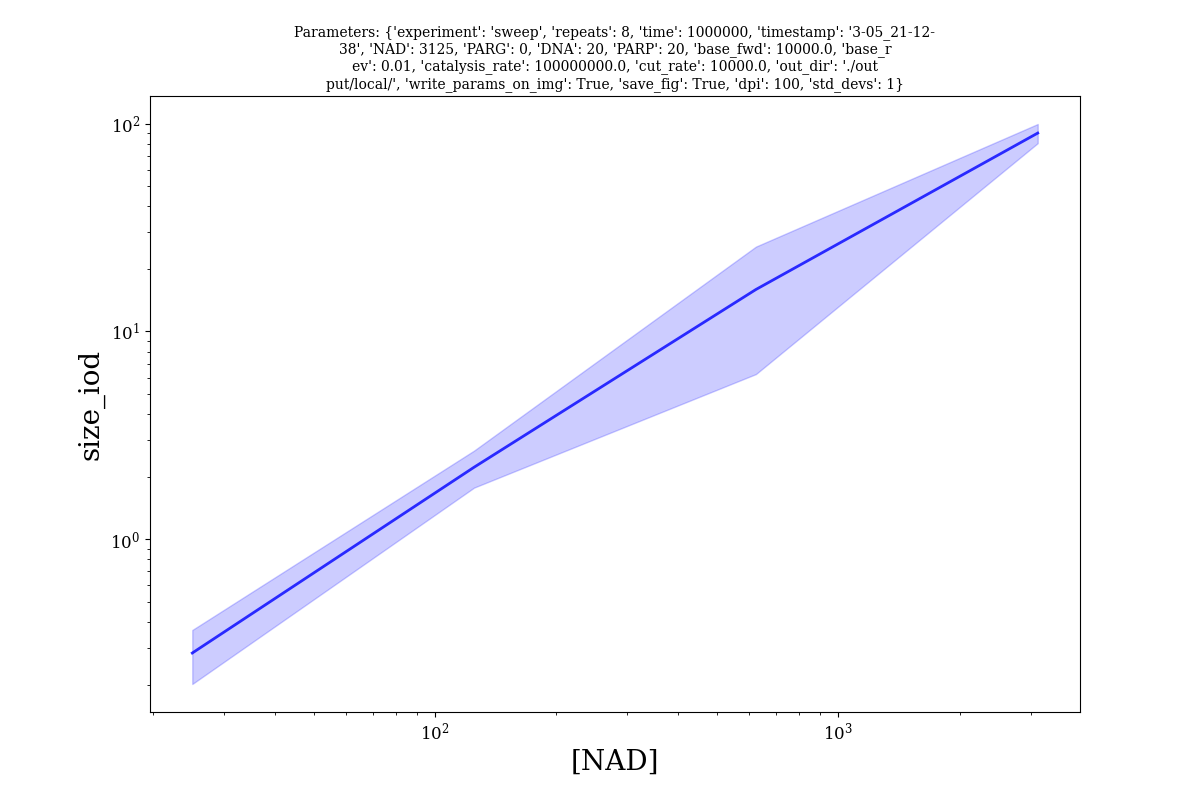 Parameters: {'experiment': 'sweep', 'repeats': 8, 'time': 1000000, 'timestamp': '3-05_21-12-
38', 'NAD': 3125, 'PARG': 0, 'DNA': 20, 'PARP': 20, 'base_fwd': 10000.0, 'base_r
ev': 0.01, 'catalysis_rate': 100000000.0, 'cut_rate': 10000.0, 'out_dir': './out
put/local/', 'write_params_on_img': True, 'save_fig': True, 'dpi': 100, 'std_devs': 1}
10²
10¹
10⁰
size_iod
10² 10³
[NAD]